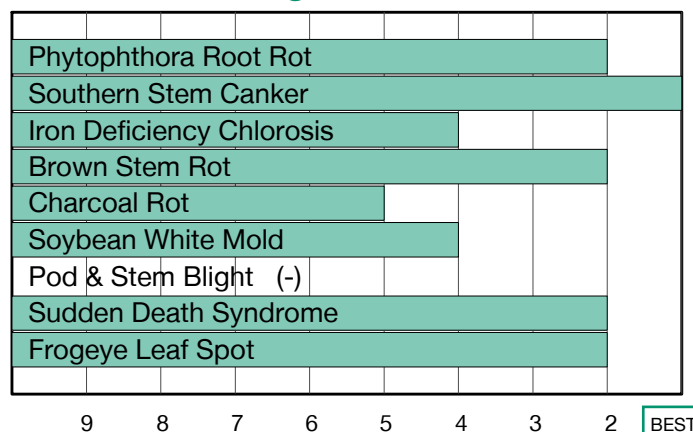 Phytophthora Root Rot
Southern Stem Canker
Iron Deficiency Chlorosis
Brown Stem Rot
Charcoal Rot
Soybean White Mold
Pod & Stem Blight (-)
Sudden Death Syndrome
Frogeye Leaf Spot
9 8 7 6 5 4 3 2 BEST